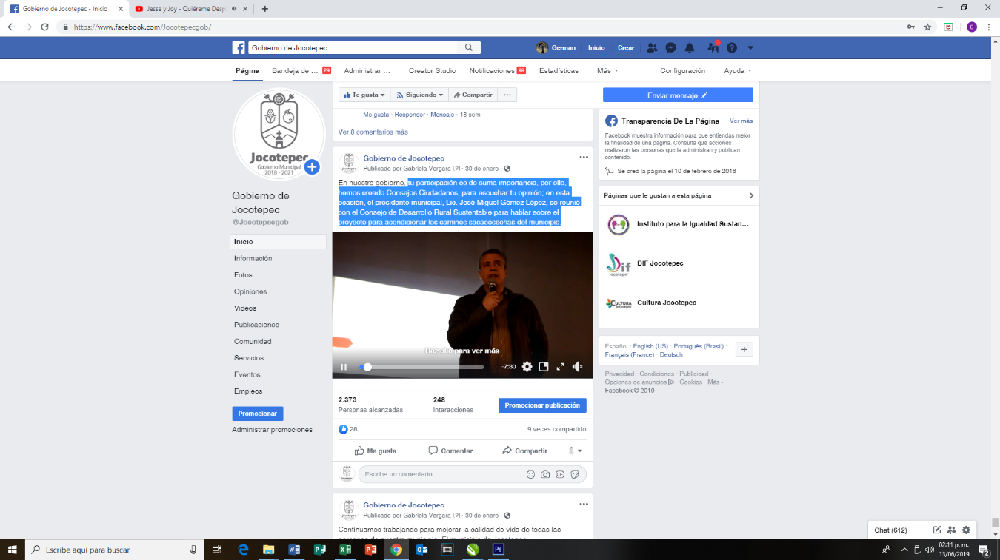 Gobierno de Jocotepec - Inicio
Jesse y Joy - Quiéreme Desp
https://www.facebook.com/Jocotepecgob/
Gobierno de Jocotepec
German
Inicio
Crear
Página
Bandeja de ... 29
Administrar ...
Creator Studio
Notificaciones 99
Estadísticas
Más
Configuración
Ayuda
Jocotepec
Gobierno Municipal
2018 - 2021
Gobierno de
Jocotepec
@Jocotepecgob
Inicio
Información
Fotos
Opiniones
Videos
Publicaciones
Comunidad
Servicios
Eventos
Empleos
Promocionar
Administrar promociones
Te gusta
Siguiendo
Compartir
Enviar mensaje
Me gusta · Responder · Mensaje · 18 sem
Ver 8 comentarios más
Gobierno de Jocotepec
Publicado por Gabriela Vergara [?] · 30 de enero ·
En nuestro gobierno, tu participación es de suma importancia, por ello,
hemos creado Consejos Ciudadanos, para escuchar tu opinión; en esta
ocasión, el presidente municipal, Lic. José Miguel Gómez López, se reunió
con el Consejo de Desarrollo Rural Sustentable para hablar sobre el
proyecto para acondicionar los caminos sacacosechas del municipio.
Haz clic para ver más
-7:30
2.373
Personas alcanzadas
248
Interacciones
Promocionar publicación
28
9 veces compartido
Me gusta
Comentar
Compartir
Escribe un comentario...
GIF
Gobierno de Jocotepec
Publicado por Gabriela Vergara [?] · 30 de enero ·
Continuamos trabajando para mejorar la calidad de vida de todas las
Transparencia De La Página
Ver más
Facebook muestra información para que entiendas mejor
la finalidad de una página. Consulta qué acciones
realizaron las personas que la administran y publican
contenido.
Se creó la página el 10 de febrero de 2016
Páginas que le gustan a esta página
Instituto para la Igualdad Sustan...
Dif
Jocotepec
DIF Jocotepec
CULTURA
Jocotepec
Cultura Jocotepec
Español · English (US) · Português (Brasil) ·
Français (France) · Deutsch
Privacidad · Condiciones · Publicidad ·
Opciones de anuncios · Cookies · Más
Facebook © 2019
Chat (612)
Escribe aquí para buscar
02:11 p. m.
13/06/2019
2